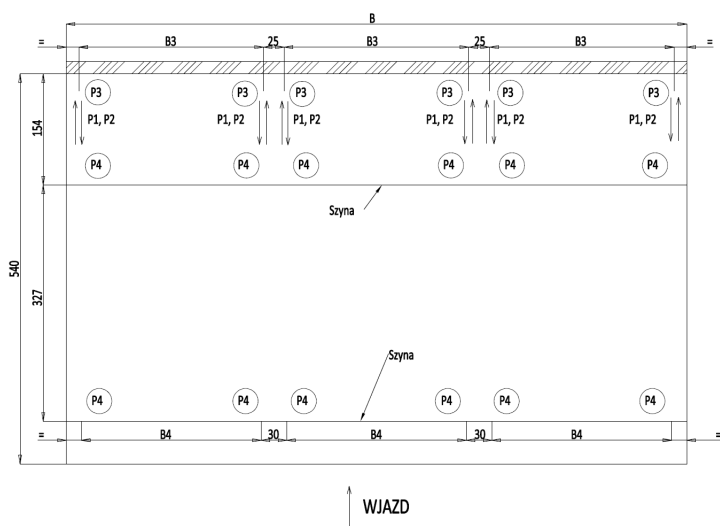 B
= B3 25 B3 25 B3 =
P3 P3 P3 P3 P3 P3
P1, P2 P1, P2 P1, P2 P1, P2 P1, P2 P1, P2
154
P4 P4 P4 P4 P4 P4
Szyna
540
327
Szyna
P4 P4 P4 P4 P4 P4
= B4 30 B4 30 B4 =
WJAZD